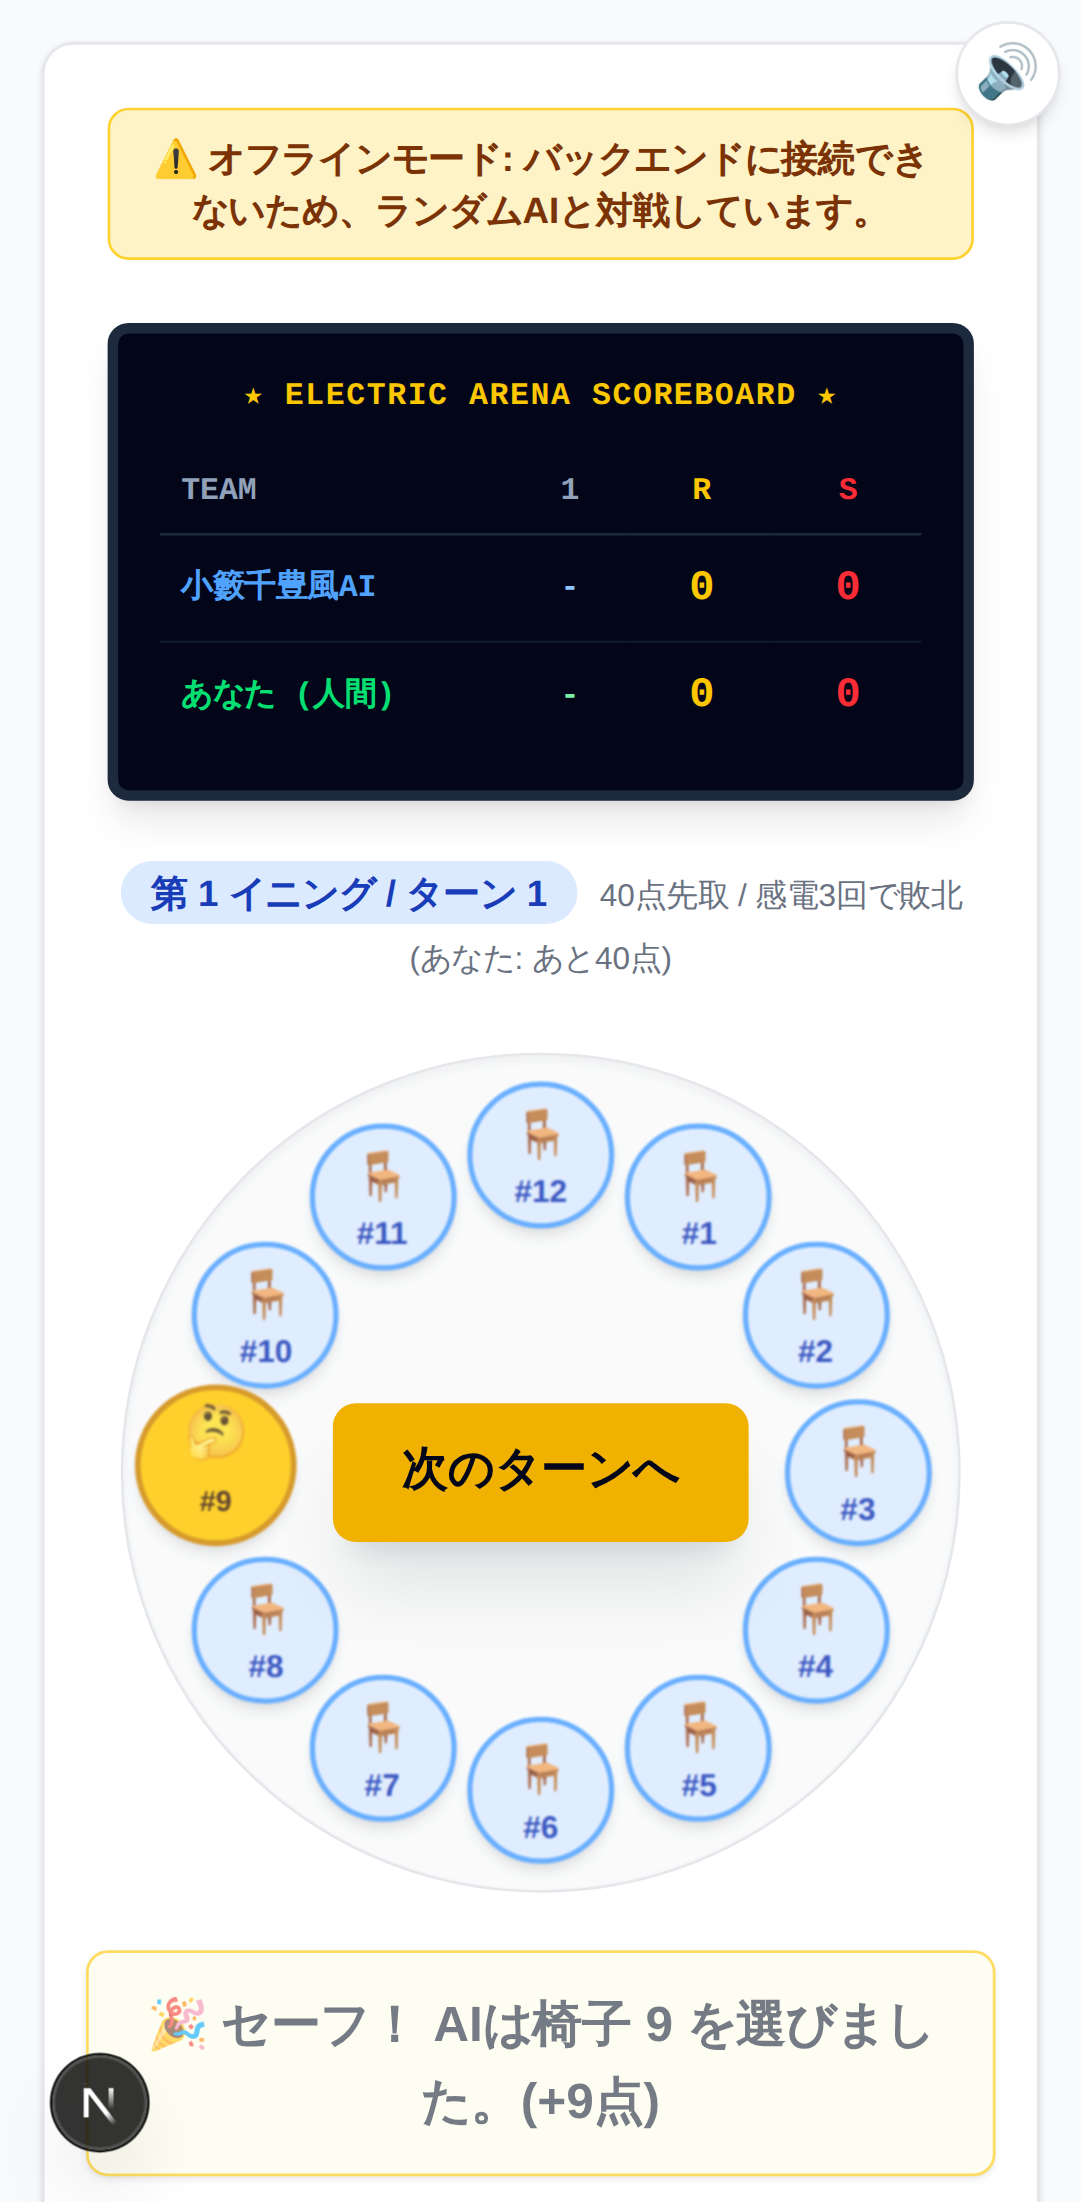 ⚠️ オフラインモード: バックエンドに接続でき
ないため、ランダムAIと対戦しています。
★ ELECTRIC ARENA SCOREBOARD ★
TEAM 1 R S
小籔千豊風AI - 0 0
あなた (人間) - 0 0
第 1 イニング / ターン 1 40点先取 / 感電3回で敗北
(あなた: あと40点)
#12
#11 #1
#10 #2
#9 次のターンへ #3
#8 #4
#7 #5
#6
🎉 セーフ！ AIは椅子 9 を選びまし
た。(+9点)
N